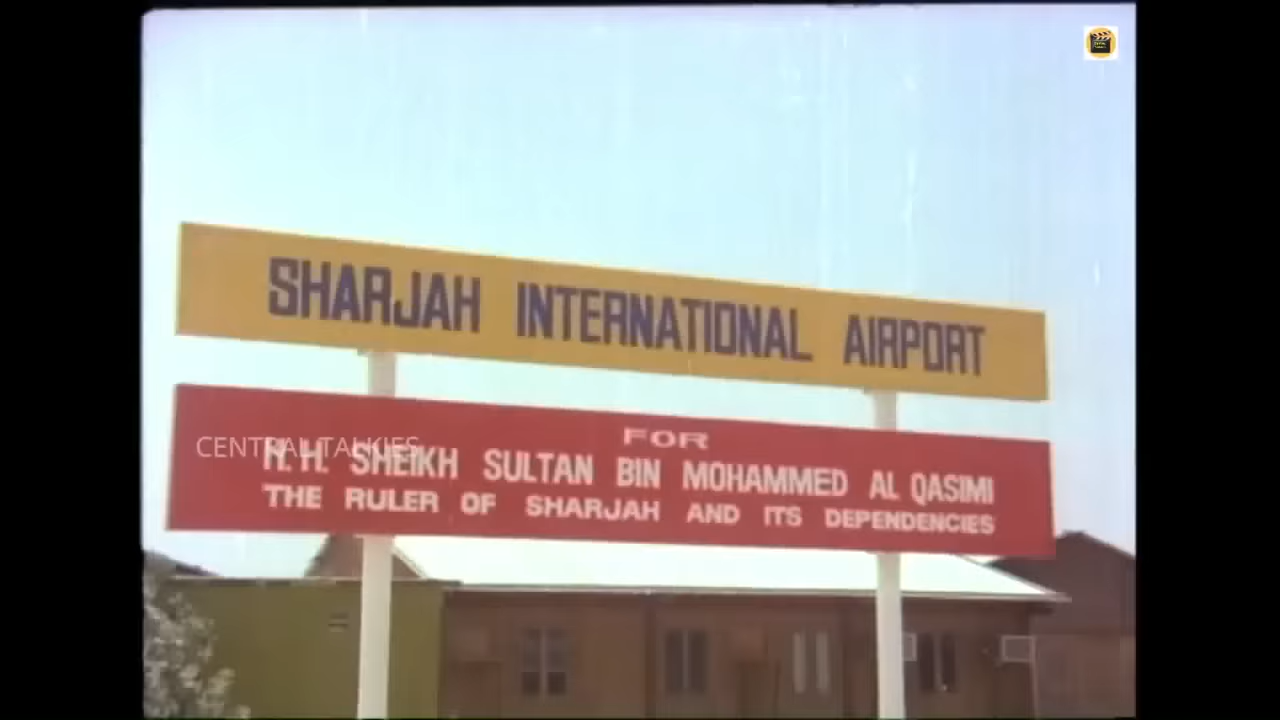 SHARJAH INTERNATIONAL AIRPORT
FOR
CENTRAL TALKIES
H.H. SHEIKH SULTAN BIN MOHAMMED AL QASIMI
THE RULER OF SHARJAH AND ITS DEPENDENCIES